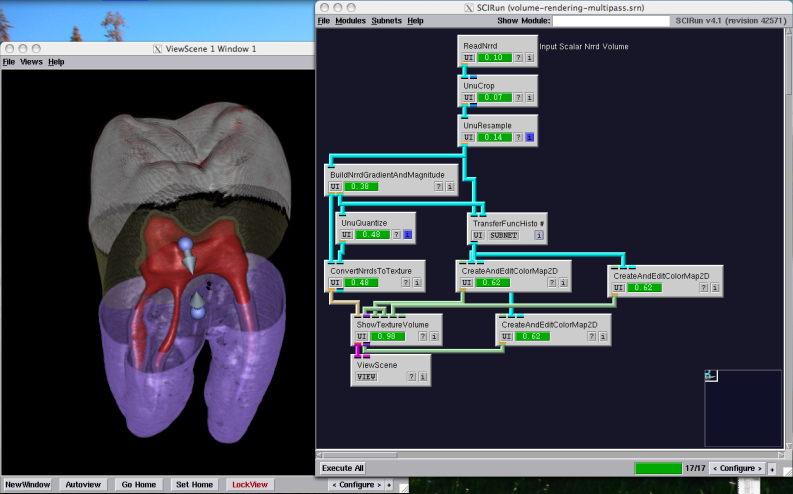 SCIRun (volume-rendering-multipass.srn)
File Modules Subnets Help
Show Module:
SCIRun v4.1 (revision 42571)
ViewScene 1 Window 1
File Views Help
ReadNrrd
UI 0.10 ? i
Input Scalar Nrrd Volume
UnuCrop
UI 0.07 ? i
UnuResample
UI 0.14 ? i
BuildNrrdGradientAndMagnitude
UI 0.38 ? i
UnuQuantize
UI 0.48 ? i
TransferFuncHisto #
UI SUBNET i
ConvertNrrdsToTexture
UI 0.48 ? i
CreateAndEditColorMap2D
UI 0.62 ? i
CreateAndEditColorMap2D
UI 0.62 ? i
ShowTextureVolume
UI 0.98 ? i
CreateAndEditColorMap2D
UI 0.62 ? i
ViewScene
VIEW ? i
Execute All
17/17
< Configure > +
NewWindow Autoview Go Home Set Home LockView < Configure > +